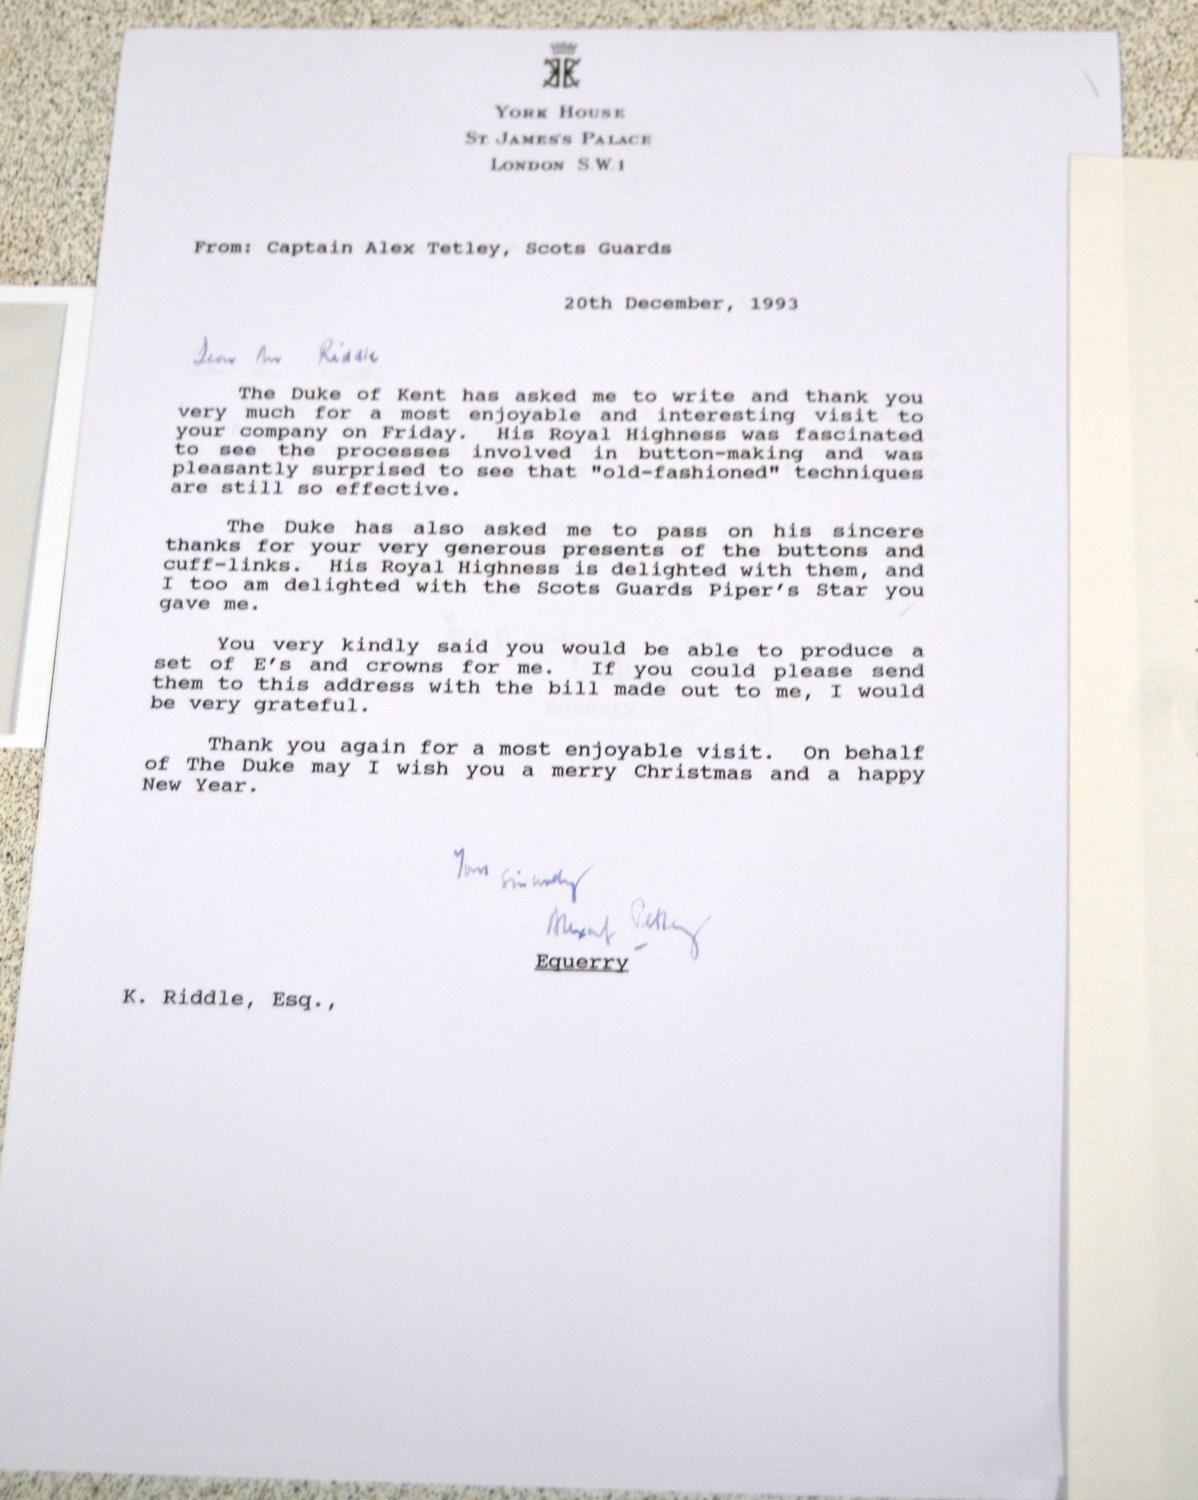 YORK HOUSE
ST. JAMES'S PALACE
LONDON S.W.1
From: Captain Alex Tetley, Scots Guards
20th December, 1993
Dear Mr Riddle
The Duke of Kent has asked me to write and thank you
very much for a most enjoyable and interesting visit to
your company on Friday. His Royal Highness was fascinated
to see the processes involved in button-making and was
pleasantly surprised to see that "old-fashioned" techniques
are still so effective.
The Duke has also asked me to pass on his sincere
thanks for your very generous presents of the buttons and
cuff-links. His Royal Highness is delighted with them, and
I too am delighted with the Scots Guards Piper's Star you
gave me.
You very kindly said you would be able to produce a
set of E's and crowns for me. If you could please send
them to this address with the bill made out to me, I would
be very grateful.
Thank you again for a most enjoyable visit. On behalf
of The Duke may I wish you a merry Christmas and a happy
New Year.
Yours sincerely
Tetley
Equerry
K. Riddle, Esq.,